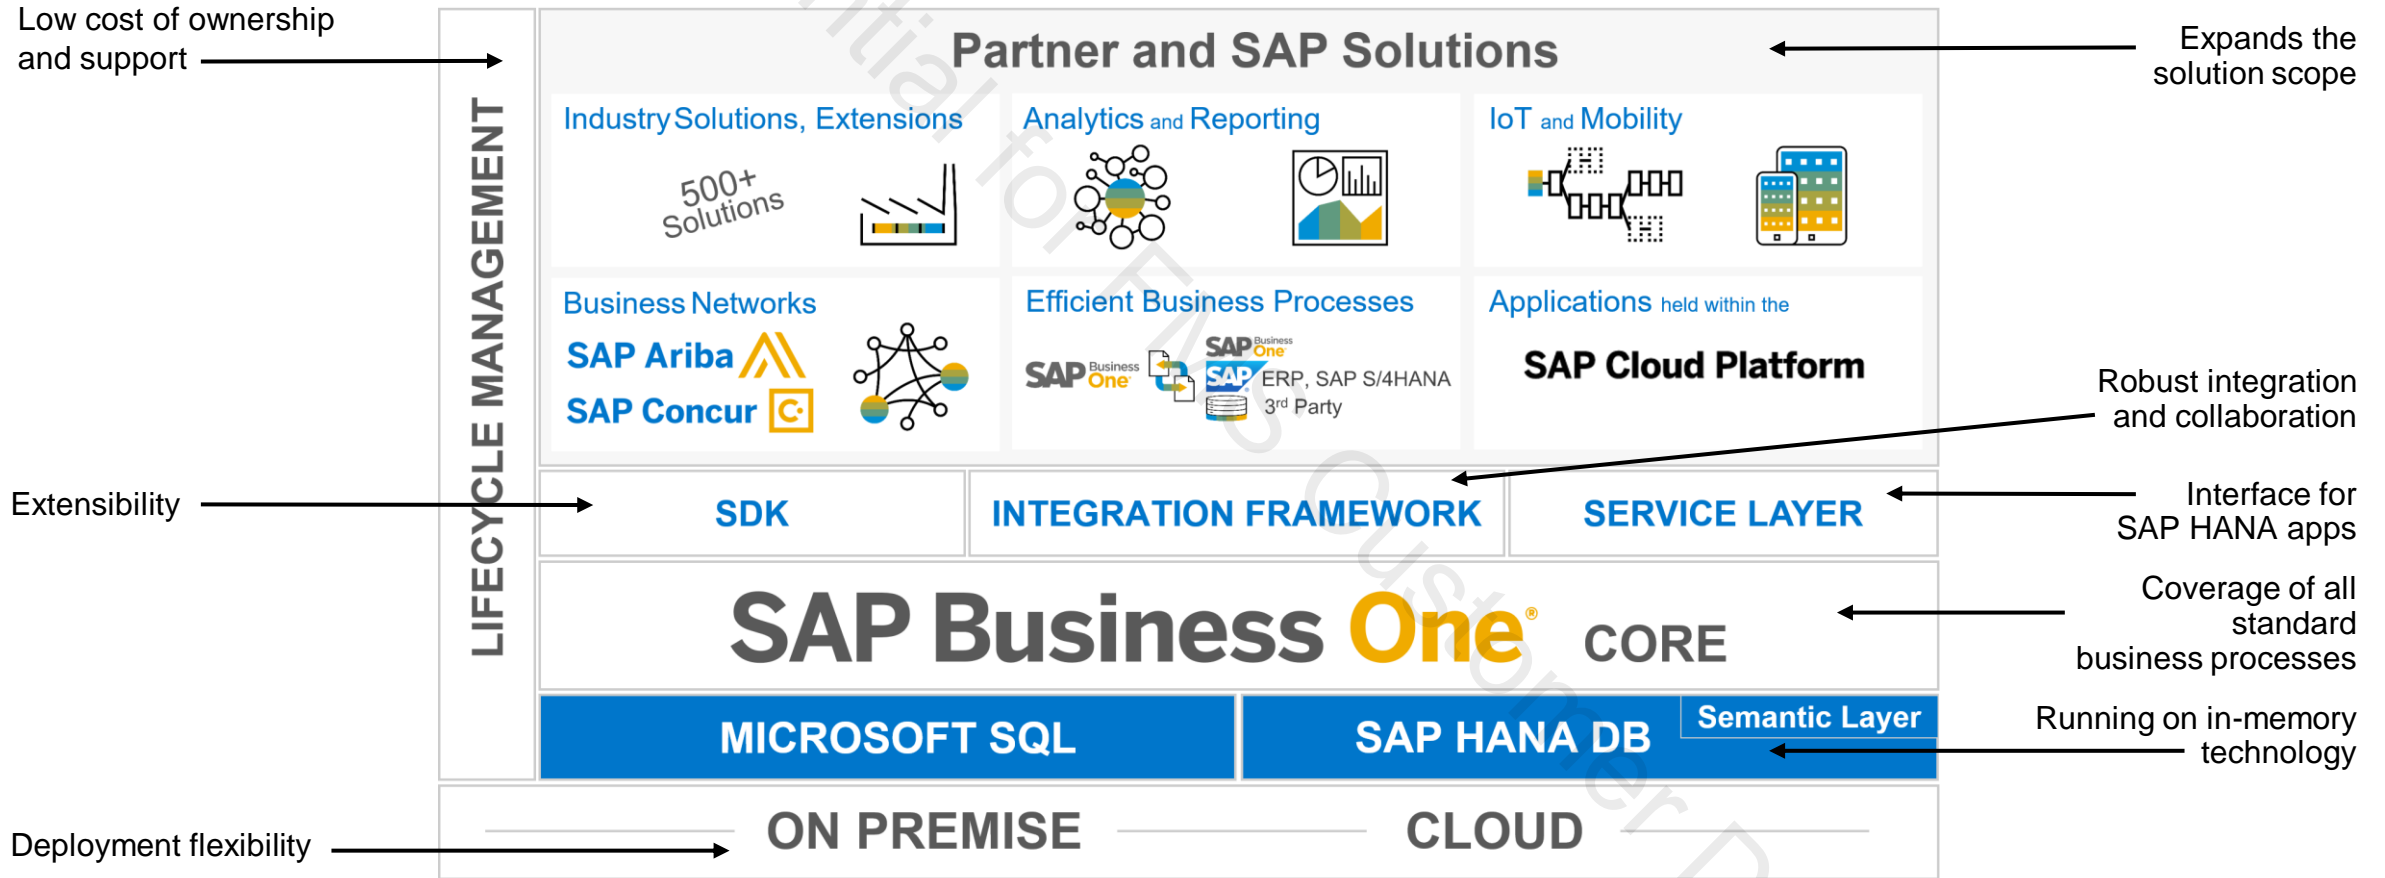 Low cost of ownership
and support
Partner and SAP Solutions
Expands the
solution scope
LIFECYCLE MANAGEMENT
Industry Solutions, Extensions
500+
Solutions
Analytics and Reporting
IoT and Mobility
Business Networks
SAP Ariba
SAP Concur C.
Efficient Business Processes
SAP Business One
SAP Business One
SAP ERP, SAP S/4HANA
3rd Party
Applications held within the
SAP Cloud Platform
Robust integration
and collaboration
Extensibility
SDK
INTEGRATION FRAMEWORK
SERVICE LAYER
Interface for
SAP HANA apps
SAP Business One® CORE
Coverage of all
standard
business processes
MICROSOFT SQL
SAP HANA DB
Semantic Layer
Running on in-memory
technology
Deployment flexibility
ON PREMISE
CLOUD
ntial for FMS Customer D